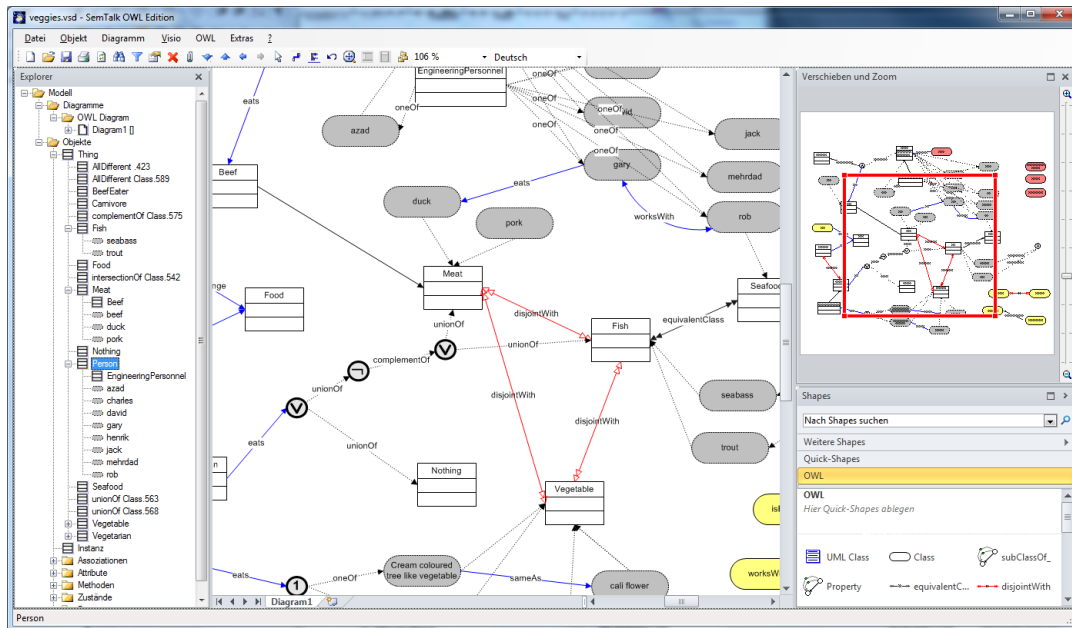 veggies.vsd - SemTalk OWL Edition
Datei Objekt Diagramm Visio OWL Extras ?
106 % Deutsch
Explorer
Modell
Diagramme
OWL Diagram
Diagram1 []
Objekte
Thing
AllDifferent .423
AllDifferent Class.589
BeefEater
Carnivore
complementOf Class.575
Fish
seabass
trout
Food
intersectionOf Class.542
Meat
Beef
beef
duck
pork
Nothing
Person
EngineeringPersonnel
azad
charles
david
gary
henrik
jack
mehrdad
rob
Seafood
unionOf Class.563
unionOf Class.568
Vegetable
Vegetarian
Instanz
Assoziationen
Attribute
Methoden
Zustände
EngineeringPersonnel
eats
oneOf
oneOf
oneOf
oneOf
oneOf
oneOf
oneOf
azad
jack
Beef
gary
mehrdad
eats
duck
pork
worksWith
rob
Meat
Food
disjointWith
Seafood
Fish
equivalentClass
unionOf
unionOf
complementOf
V
¬
unionOf
V
disjointWith
disjointWith
seabass
eats
unionOf
trout
Nothing
Vegetable
Cream coloured
tree like vegetable
eats
1
oneOf
sameAs
cali flower
worksW
Diagram1
Verschieben und Zoom
Shapes
Nach Shapes suchen
Weitere Shapes
Quick-Shapes
OWL
OWL
Hier Quick-Shapes ablegen
UML Class Class subClassOf_
Property equivalentC... disjointWith
Person